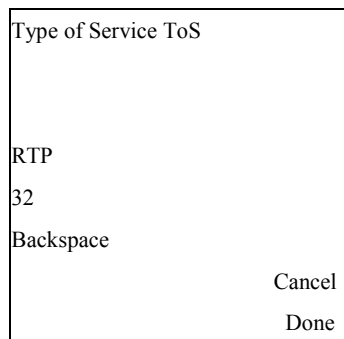 Type of Service ToS
RTP
32
Backspace
Cancel
Done